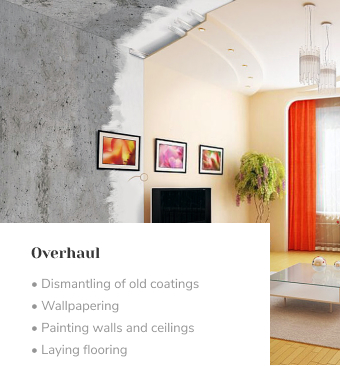 Overhaul
• Dismantling of old coatings
• Wallpapering
• Painting walls and ceilings
• Laying flooring